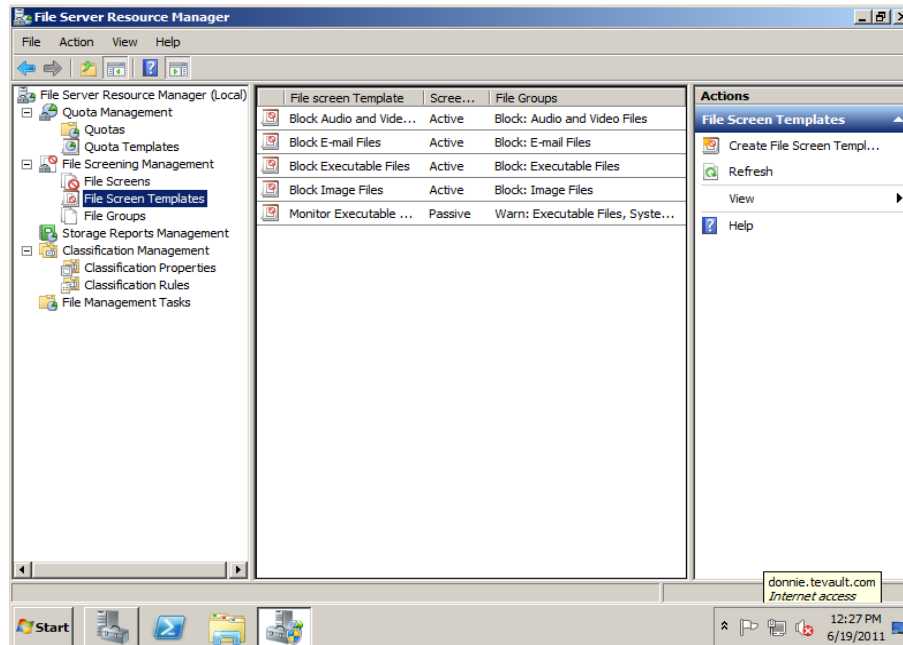 File Server Resource Manager
File Action View Help
File Server Resource Manager (Local)
Quota Management
Quotas
Quota Templates
File Screening Management
File Screens
File Screen Templates
File Groups
Storage Reports Management
Classification Management
Classification Properties
Classification Rules
File Management Tasks
File screen Template Scree... File Groups
Block Audio and Vide... Active Block: Audio and Video Files
Block E-mail Files Active Block: E-mail Files
Block Executable Files Active Block: Executable Files
Block Image Files Active Block: Image Files
Monitor Executable ... Passive Warn: Executable Files, Syste...
Actions
File Screen Templates
Create File Screen Templ...
Refresh
View
Help
donnie.tevault.com
Internet access
Start
12:27 PM
6/19/2011